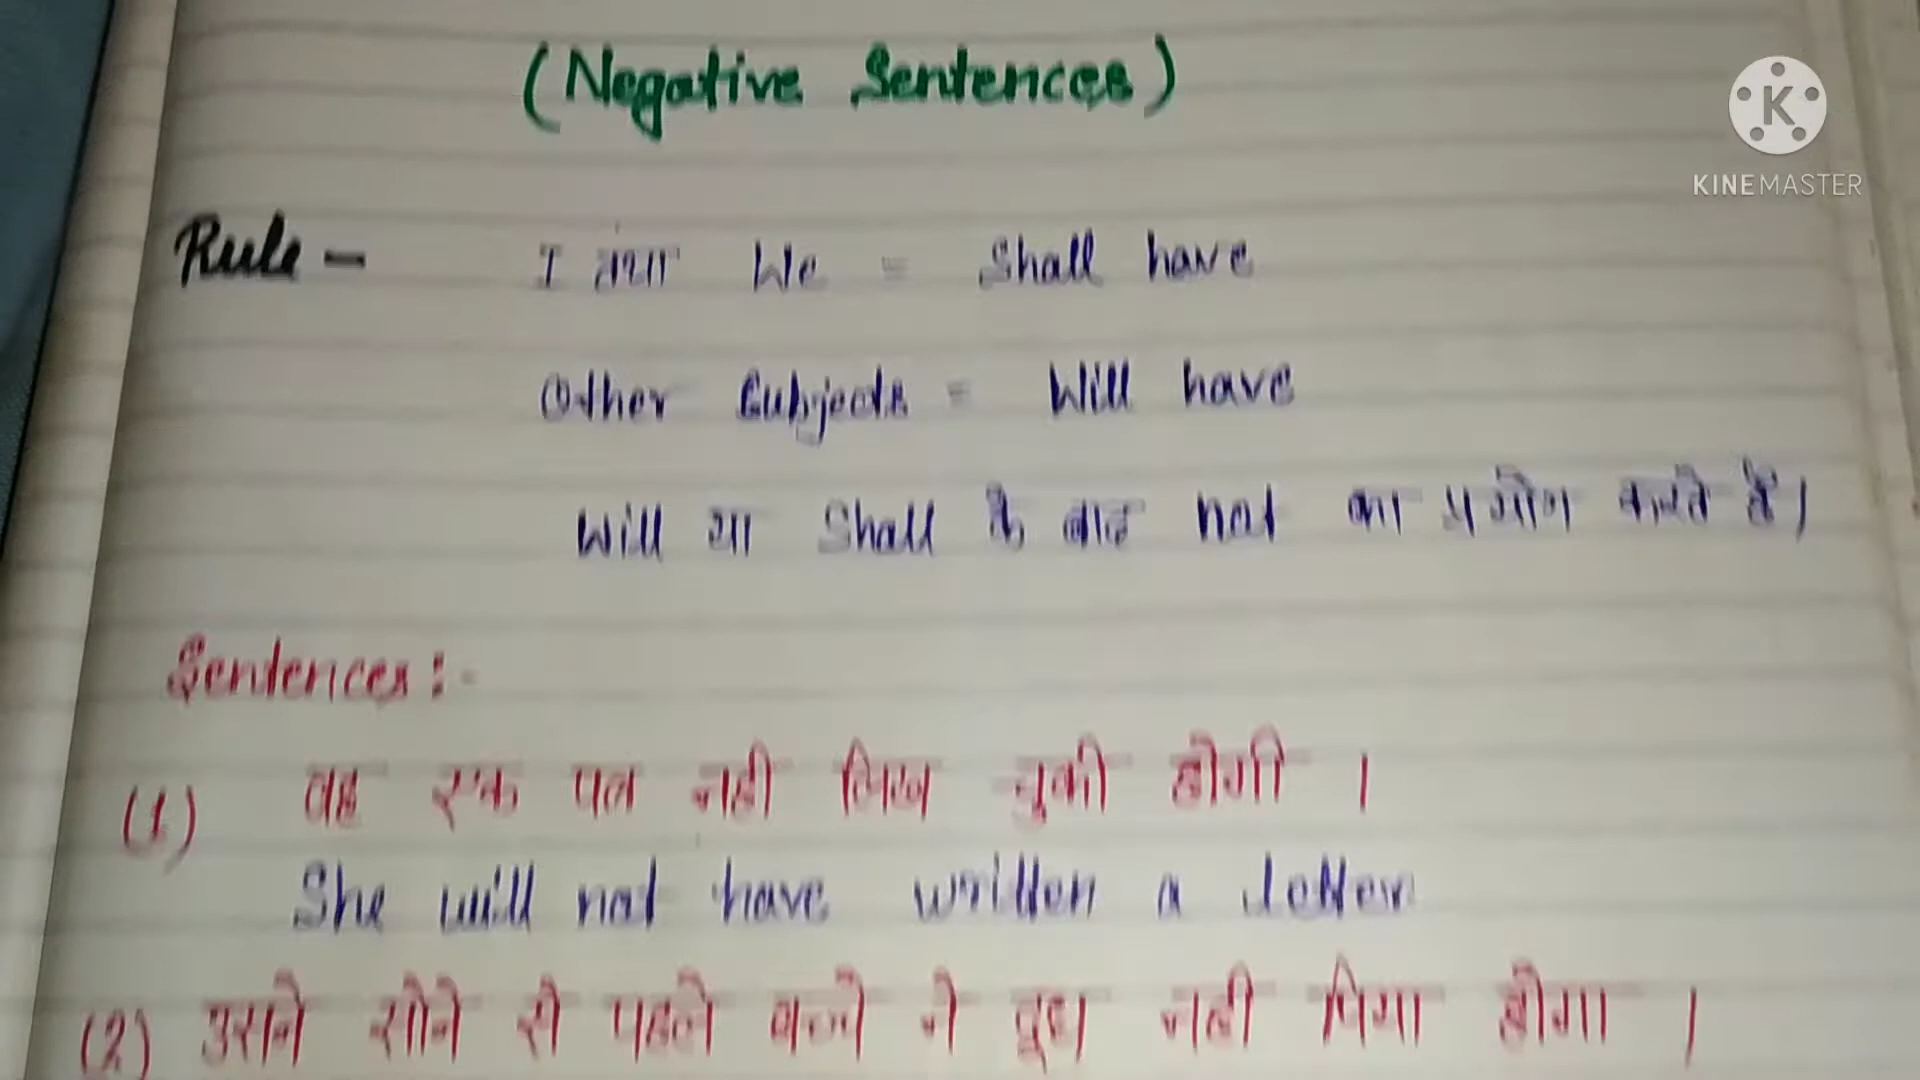 (Negative Sentences)
K
KINEMASTER
Rule - I तथा We = Shall have
Other Subjects = Will have
Will या Shall के बाद not का प्रयोग करते हैं।
Sentences :-
(1) वह एक पत्र नही लिख चुकी होगी ।
She will not have written a letter
(2) उसने सोने से पहले बच्चे ने दूध नही पिया होगा ।